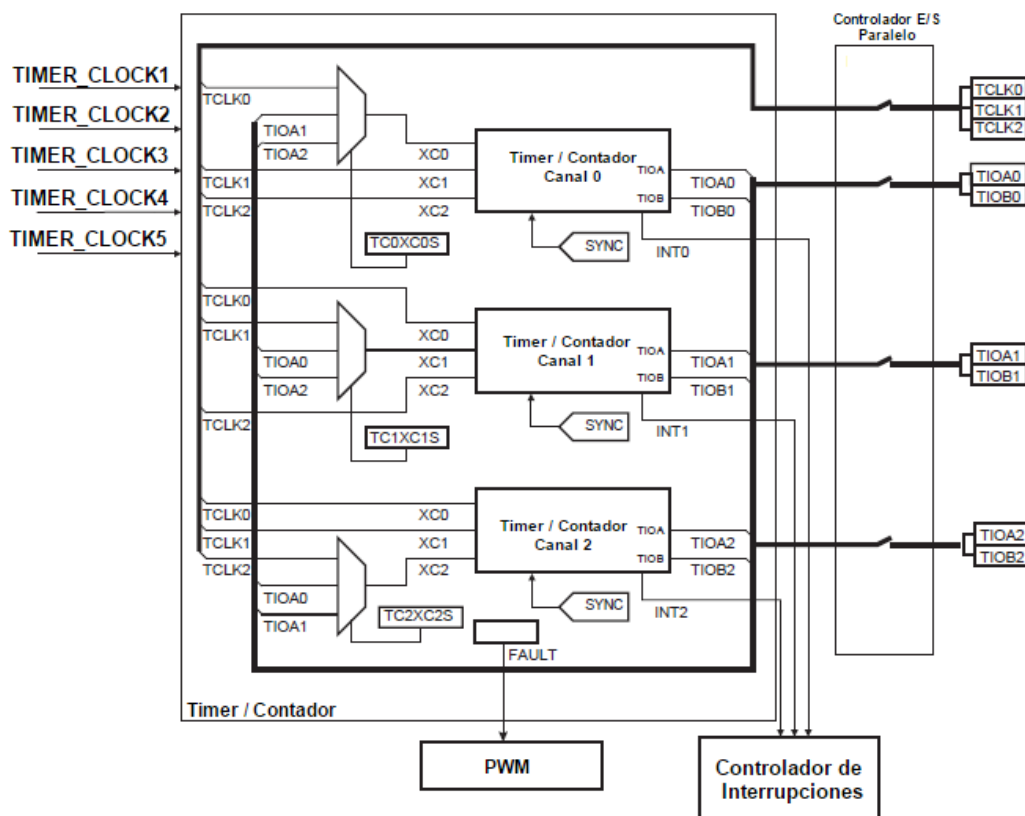 Controlador E/S
Paralelo
TIMER_CLOCK1
TIMER_CLOCK2
TIMER_CLOCK3
TIMER_CLOCK4
TIMER_CLOCK5
TCLK0
TIOA1
TIOA2
TCLK1
TCLK2
XC0
XC1
XC2
TC0XC0S
Timer / Contador
Canal 0
TIOA
TIOB
SYNC
TIOA0
TIOB0
INT0
TCLK0
TCLK1
TCLK2
TIOA0
TIOB0
TCLK0
TCLK1
TIOA0
TIOA2
TCLK2
XC0
XC1
XC2
TC1XC1S
Timer / Contador
Canal 1
TIOA
TIOB
SYNC
TIOA1
TIOB1
INT1
TIOA1
TIOB1
TCLK0
TCLK1
TCLK2
TIOA0
TIOA1
XC0
XC1
XC2
TC2XC2S
Timer / Contador
Canal 2
TIOA
TIOB
SYNC
TIOA2
TIOB2
INT2
TIOA2
TIOB2
FAULT
Timer / Contador
PWM
Controlador de
Interrupciones